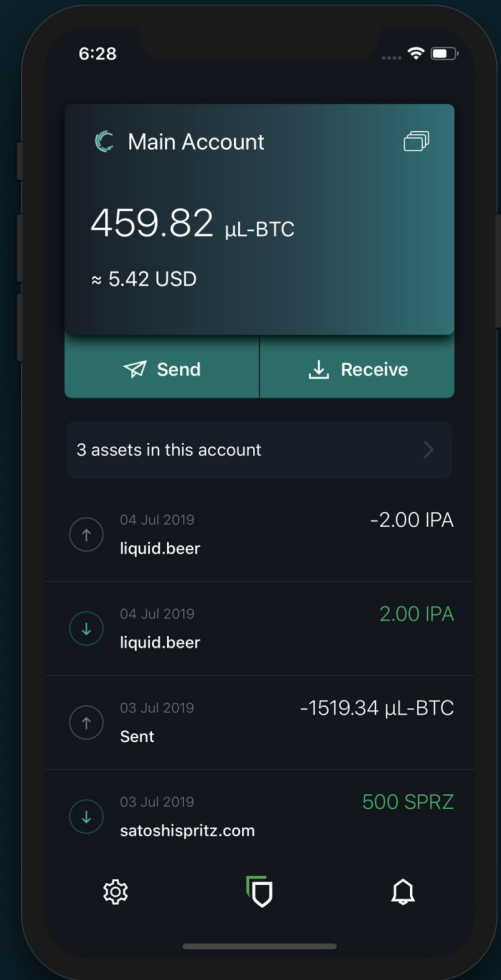 6:28
Main Account
459.82 µL-BTC
≈ 5.42 USD
Send
Receive
3 assets in this account
04 Jul 2019
-2.00 IPA
liquid.beer
04 Jul 2019
2.00 IPA
liquid.beer
03 Jul 2019
-1519.34 µL-BTC
Sent
03 Jul 2019
500 SPRZ
satoshispritz.com